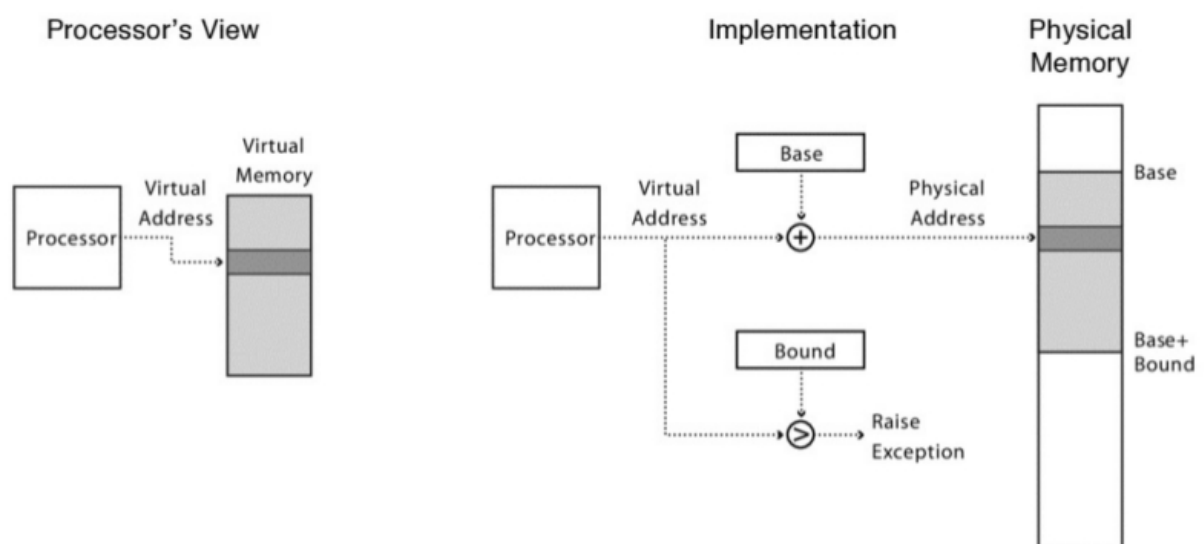 Processor's View
Virtual
Memory
Virtual
Address
Processor
Implementation
Base
Virtual
Address
Processor
+
Physical
Address
Bound
>
Raise
Exception
Physical
Memory
Base
Base+
Bound